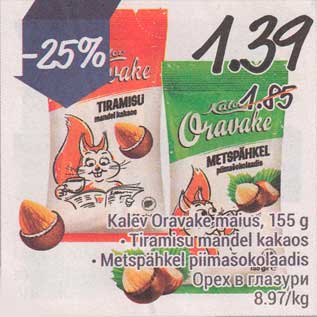 -25%
1.39
1.85
Oravake
TIRAMISU
mandel kakaos
Kalev
Oravake
METSPÄHKEL
piimašokolaadis
Kalev Oravake maius, 155 g
• Tiramisu mandel kakaos
• Metspähkel piimašokolaadis
Орех в глазури
8.97/kg